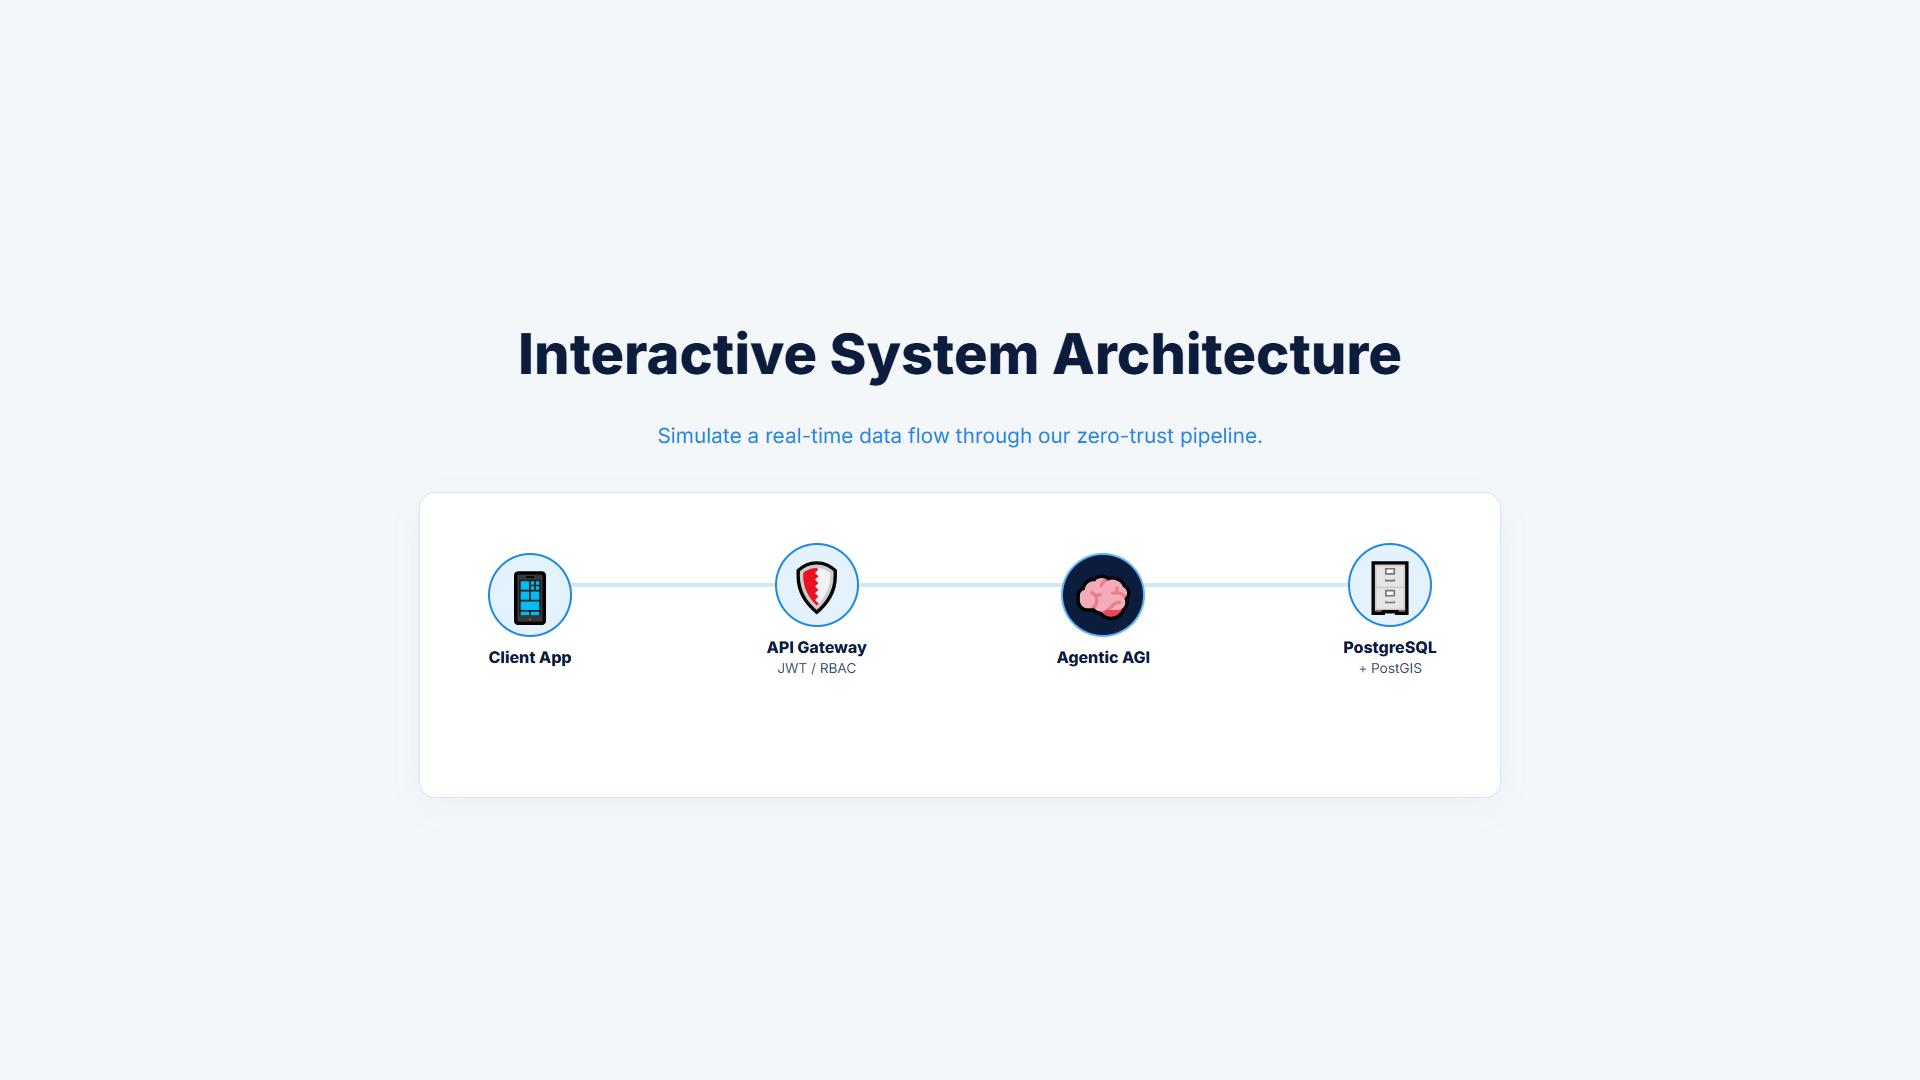 Interactive System Architecture
Simulate a real-time data flow through our zero-trust pipeline.
Client App
API Gateway
JWT / RBAC
Agentic AGI
PostgreSQL
+ PostGIS